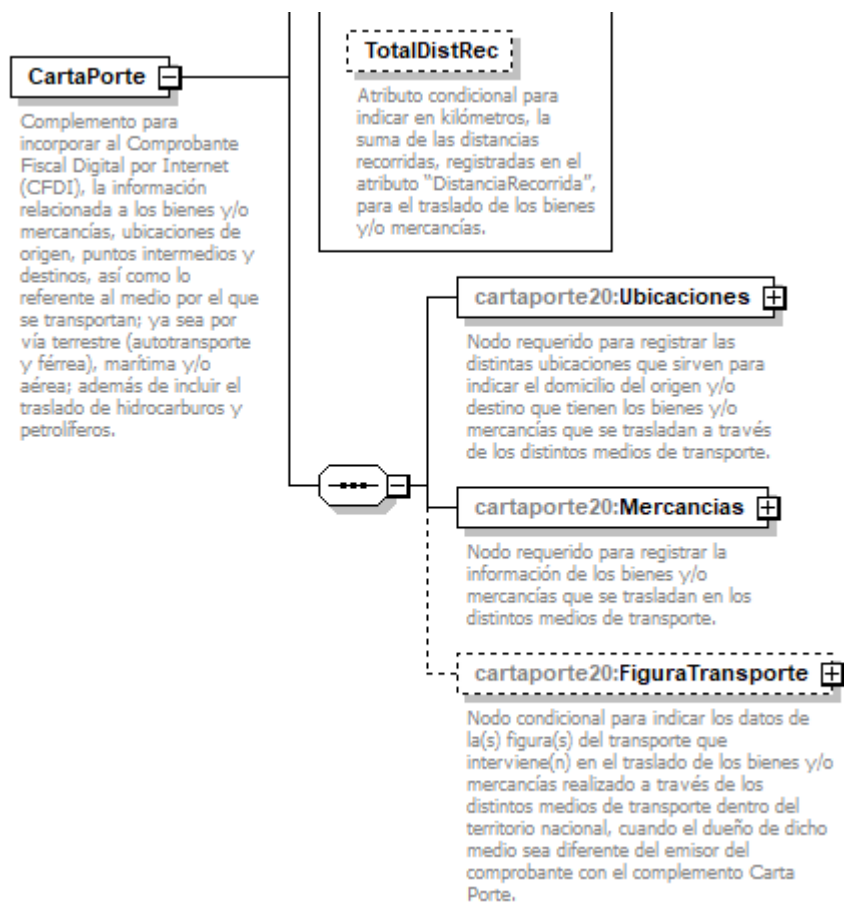 CartaPorte
Complemento para
incorporar al Comprobante
Fiscal Digital por Internet
(CFDI), la información
relacionada a los bienes y/o
mercancías, ubicaciones de
origen, puntos intermedios y
destinos, así como lo
referente al medio por el que
se transportan; ya sea por
vía terrestre (autotransporte
y férrea), marítima y/o
aérea; además de incluir el
traslado de hidrocarburos y
petrolíferos.
TotalDistRec
Atributo condicional para
indicar en kilómetros, la
suma de las distancias
recorridas, registradas en el
atributo “DistanciaRecorrida”,
para el traslado de los bienes
y/o mercancías.
cartaporte20:Ubicaciones
Nodo requerido para registrar las
distintas ubicaciones que sirven para
indicar el domicilio del origen y/o
destino que tienen los bienes y/o
mercancías que se trasladan a través
de los distintos medios de transporte.
cartaporte20:Mercancias
Nodo requerido para registrar la
información de los bienes y/o
mercancías que se trasladan en los
distintos medios de transporte.
cartaporte20:FiguraTransporte
Nodo condicional para indicar los datos de
la(s) figura(s) del transporte que
interviene(n) en el traslado de los bienes y/o
mercancías realizado a través de los
distintos medios de transporte dentro del
territorio nacional, cuando el dueño de dicho
medio sea diferente del emisor del
comprobante con el complemento Carta
Porte.